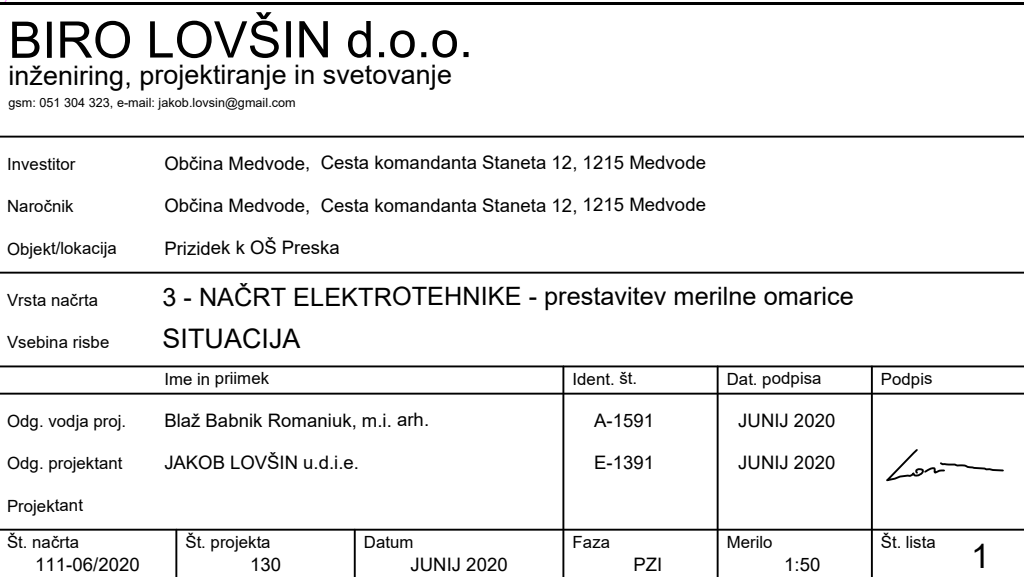 BIRO LOVŠIN d.o.o.
inženiring, projektiranje in svetovanje
gsm: 051 304 323, e-mail: jakob.lovsin@gmail.com
Investitor Občina Medvode, Cesta komandanta Staneta 12, 1215 Medvode
Naročnik Občina Medvode, Cesta komandanta Staneta 12, 1215 Medvode
Objekt/lokacija Prizidek k OŠ Preska
Vrsta načrta 3 - NAČRT ELEKTROTEHNIKE - prestavitev merilne omarice
Vsebina risbe SITUACIJA
Ime in priimek Ident. št. Dat. podpisa Podpis
Odg. vodja proj. Blaž Babnik Romaniuk, m.i. arh. A-1591 JUNIJ 2020
Odg. projektant JAKOB LOVŠIN u.d.i.e. E-1391 JUNIJ 2020
Projektant
Št. načrta Št. projekta Datum Faza Merilo Št. lista
111-06/2020 130 JUNIJ 2020 PZI 1:50 1